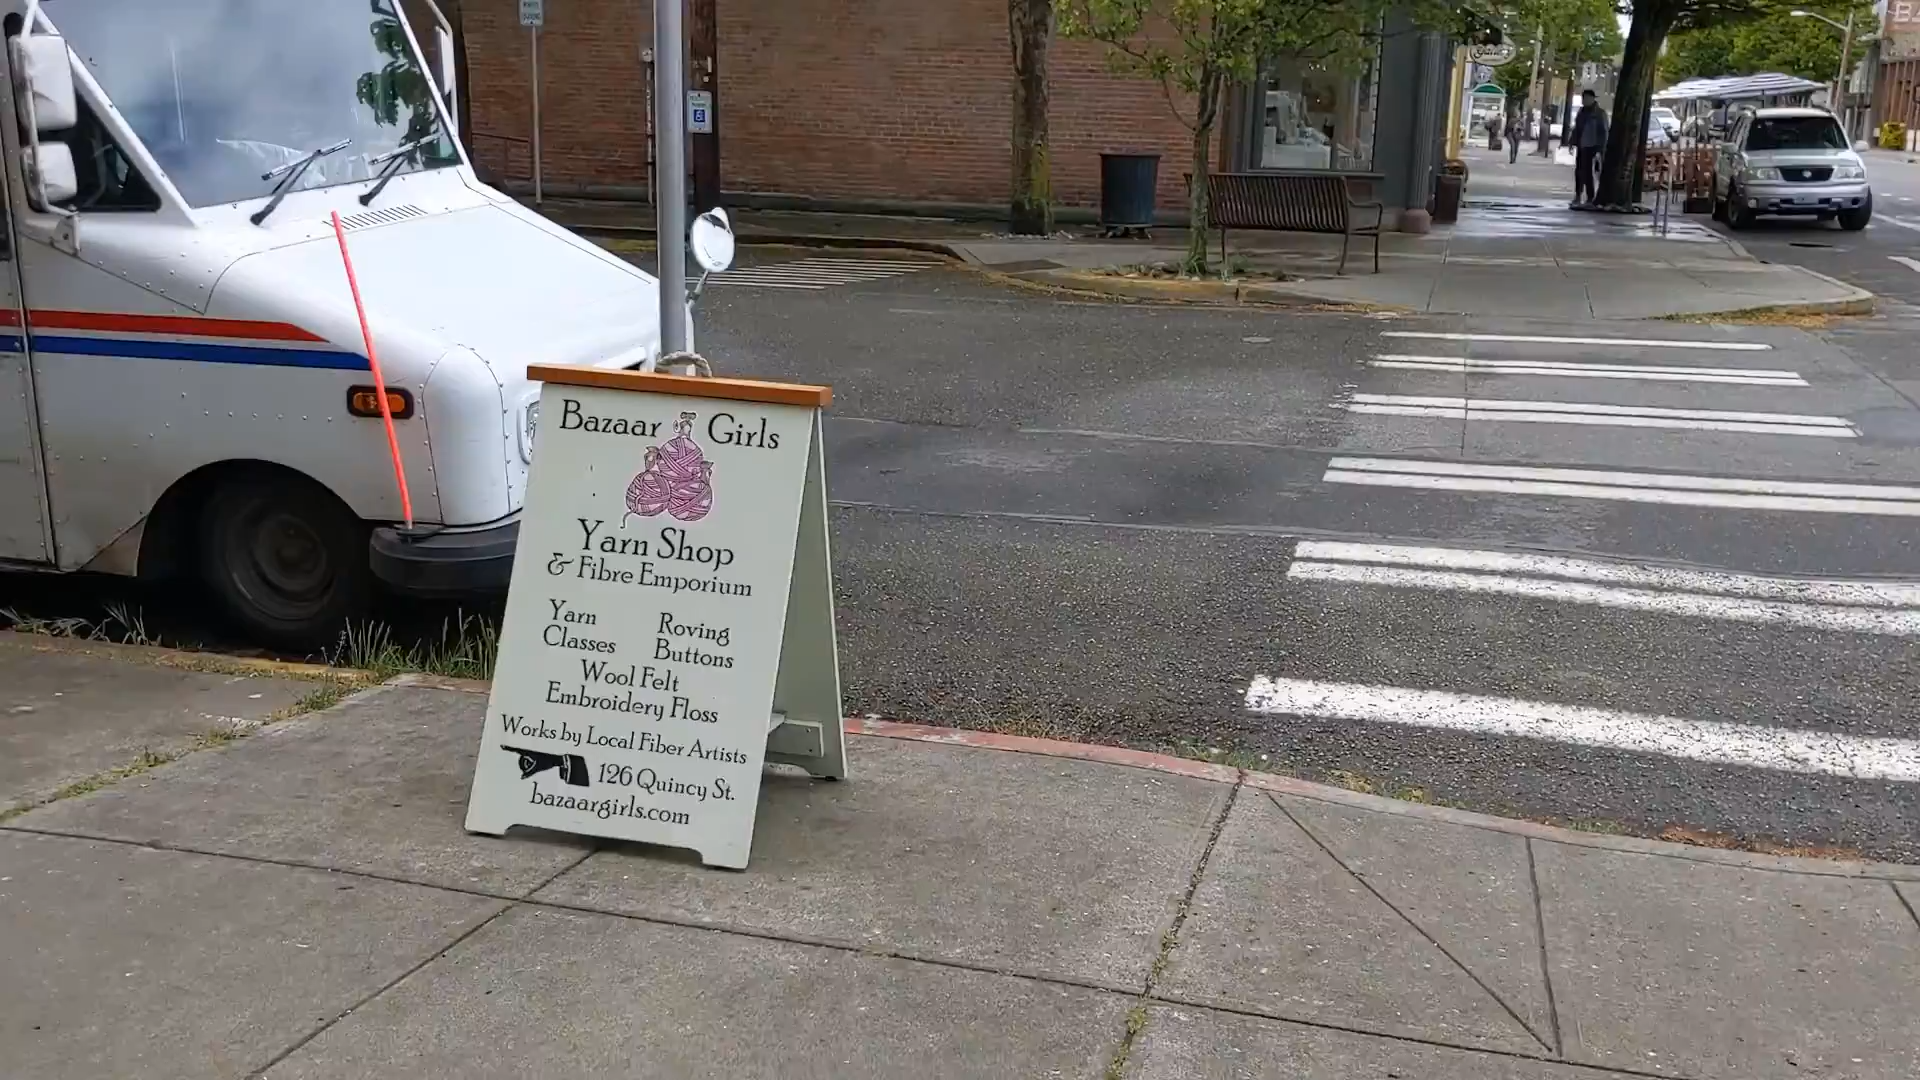 Bazaar Girls
Yarn Shop
& Fibre Emporium
Yarn Roving
Classes Buttons
Wool Felt
Embroidery Floss
Works by Local Fiber Artists
126 Quincy St.
bazaargirls.com